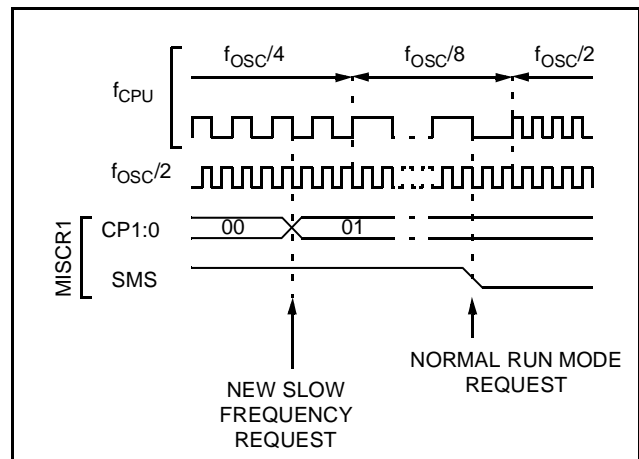 fOSC/4 fOSC/8 fOSC/2
fCPU
fOSC/2
MISCR1
CP1:0 00 01
SMS
NEW SLOW
FREQUENCY
REQUEST
NORMAL RUN MODE
REQUEST